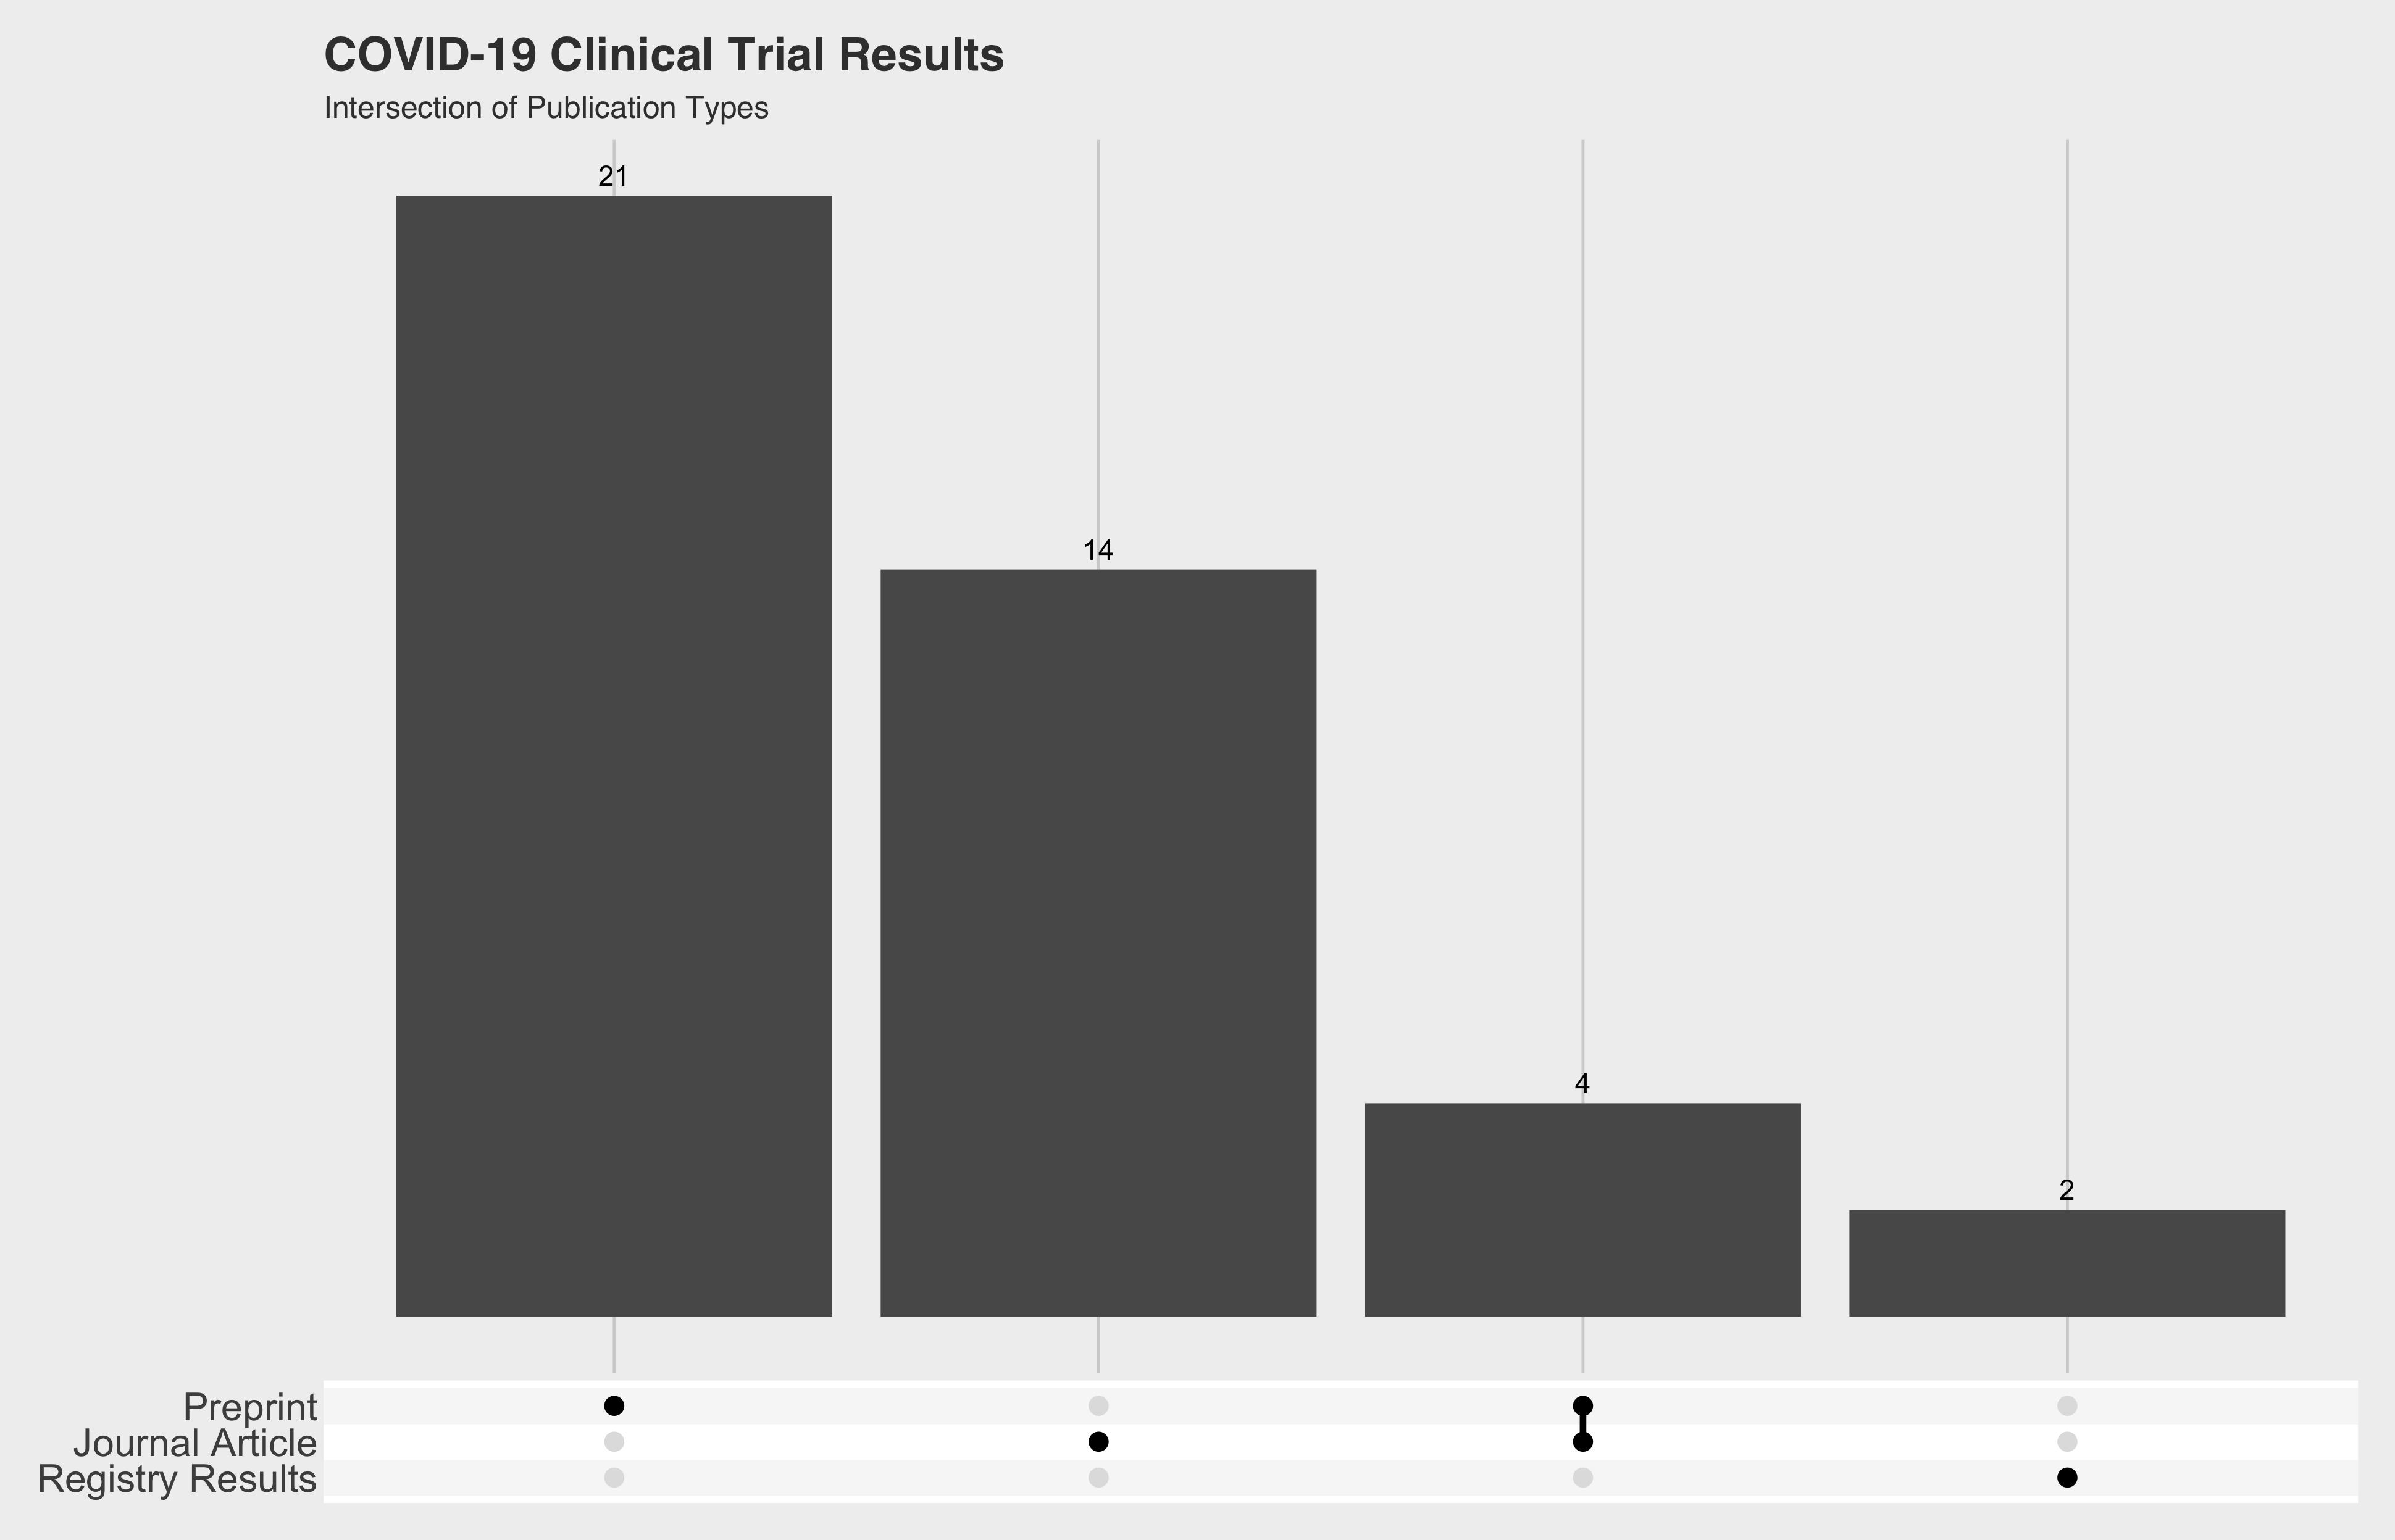 COVID-19 Clinical Trial Results
Intersection of Publication Types
21
14
4
2
Preprint
Journal Article
Registry Results